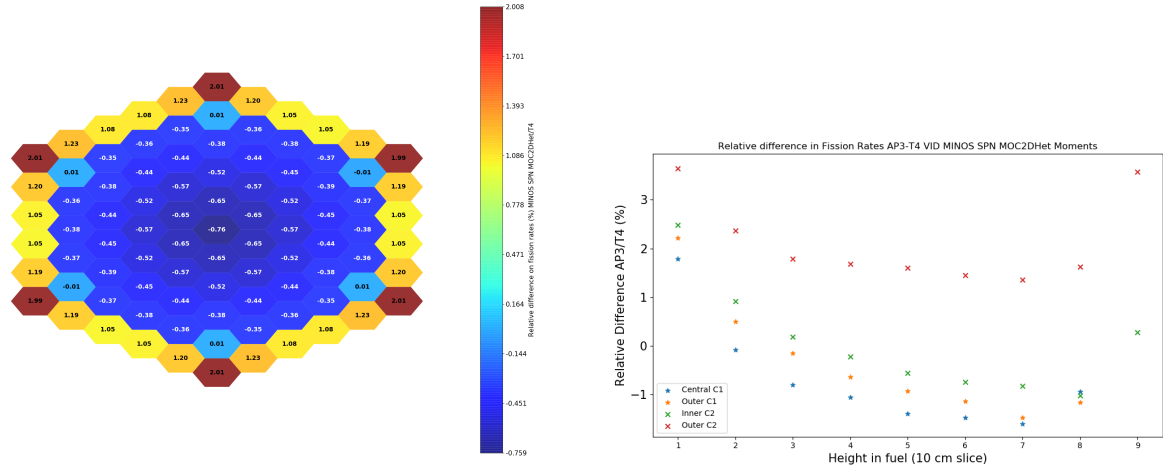 2.01
1.23 1.20
1.08 0.01 1.05
1.08 -0.35 -0.36 1.05
1.23 -0.36 -0.38 -0.38 1.19
2.01 -0.35 -0.44 -0.44 -0.37 1.99
0.01 -0.44 -0.52 -0.45 -0.01
1.20 -0.38 -0.57 -0.57 -0.39 1.19
-0.36 -0.52 -0.65 -0.52 -0.37
1.05 -0.44 -0.65 -0.65 -0.44 1.05
-0.38 -0.57 -0.76 -0.57 -0.38
1.05 -0.44 -0.65 -0.65 -0.44 1.05
-0.37 -0.52 -0.65 -0.52 -0.36
1.19 -0.39 -0.57 -0.57 -0.38 1.20
-0.01 -0.45 -0.52 -0.44 0.01
1.99 -0.37 -0.44 -0.44 -0.35 2.01
1.19 -0.38 -0.38 -0.36 1.23
1.05 -0.36 -0.35 1.08
1.05 0.01 1.08
1.20 1.23
2.01
2.008
1.701
1.393
1.086
0.778
0.471
0.164
-0.144
-0.451
-0.759
Relative difference on fission rates (%) MINOS SPN MOC2DHet/T4
Relative difference in Fission Rates AP3-T4 VID MINOS SPN MOC2DHet Moments
Relative Difference AP3/T4 (%)
3
2
1
0
−1
Central C1
Outer C1
Inner C2
Outer C2
1 2 3 4 5 6 7 8 9
Height in fuel (10 cm slice)